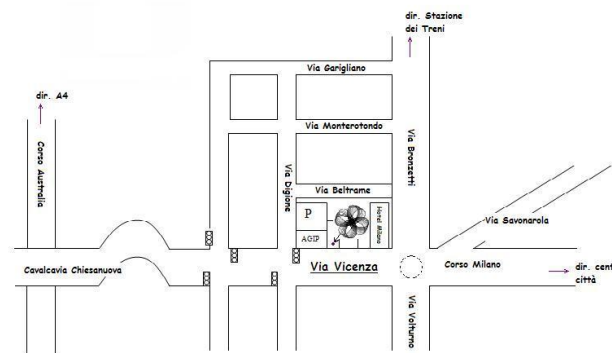 dir. Stazione
dei Treni
Via Garigliano
dir. A4
Via Monterotondo
Corso Australia
Via Digione
Via Bronzetti
Via Beltrame
P
Hotel Milano
Via Savonarola
AGIP
Cavalcavia Chiesanuova
Via Vicenza
Corso Milano
dir. cent
città
Via Volturno